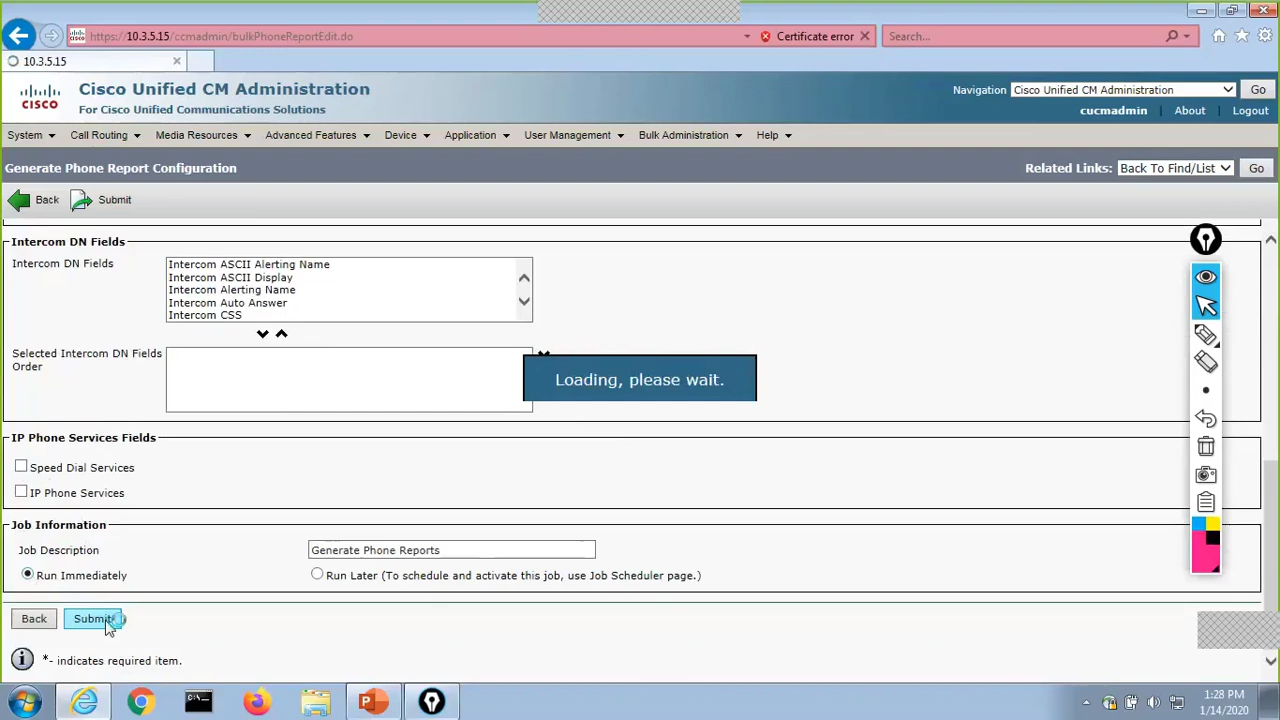 https://10.3.5.15/ccmadmin/bulkPhoneReportEdit.do
Certificate error
Search...
10.3.5.15
CISCO
Cisco Unified CM Administration
For Cisco Unified Communications Solutions
Navigation Cisco Unified CM Administration Go
cucmadmin About Logout
System Call Routing Media Resources Advanced Features Device Application User Management Bulk Administration Help
Generate Phone Report Configuration
Related Links: Back To Find/List Go
Back Submit
Intercom DN Fields
Intercom DN Fields
Intercom ASCII Alerting Name
Intercom ASCII Display
Intercom Alerting Name
Intercom Auto Answer
Intercom CSS
Selected Intercom DN Fields
Order
Loading, please wait.
IP Phone Services Fields
Speed Dial Services
IP Phone Services
Job Information
Job Description Generate Phone Reports
Run Immediately Run Later (To schedule and activate this job, use Job Scheduler page.)
Back Submit
*- indicates required item.
1:28 PM
1/14/2020